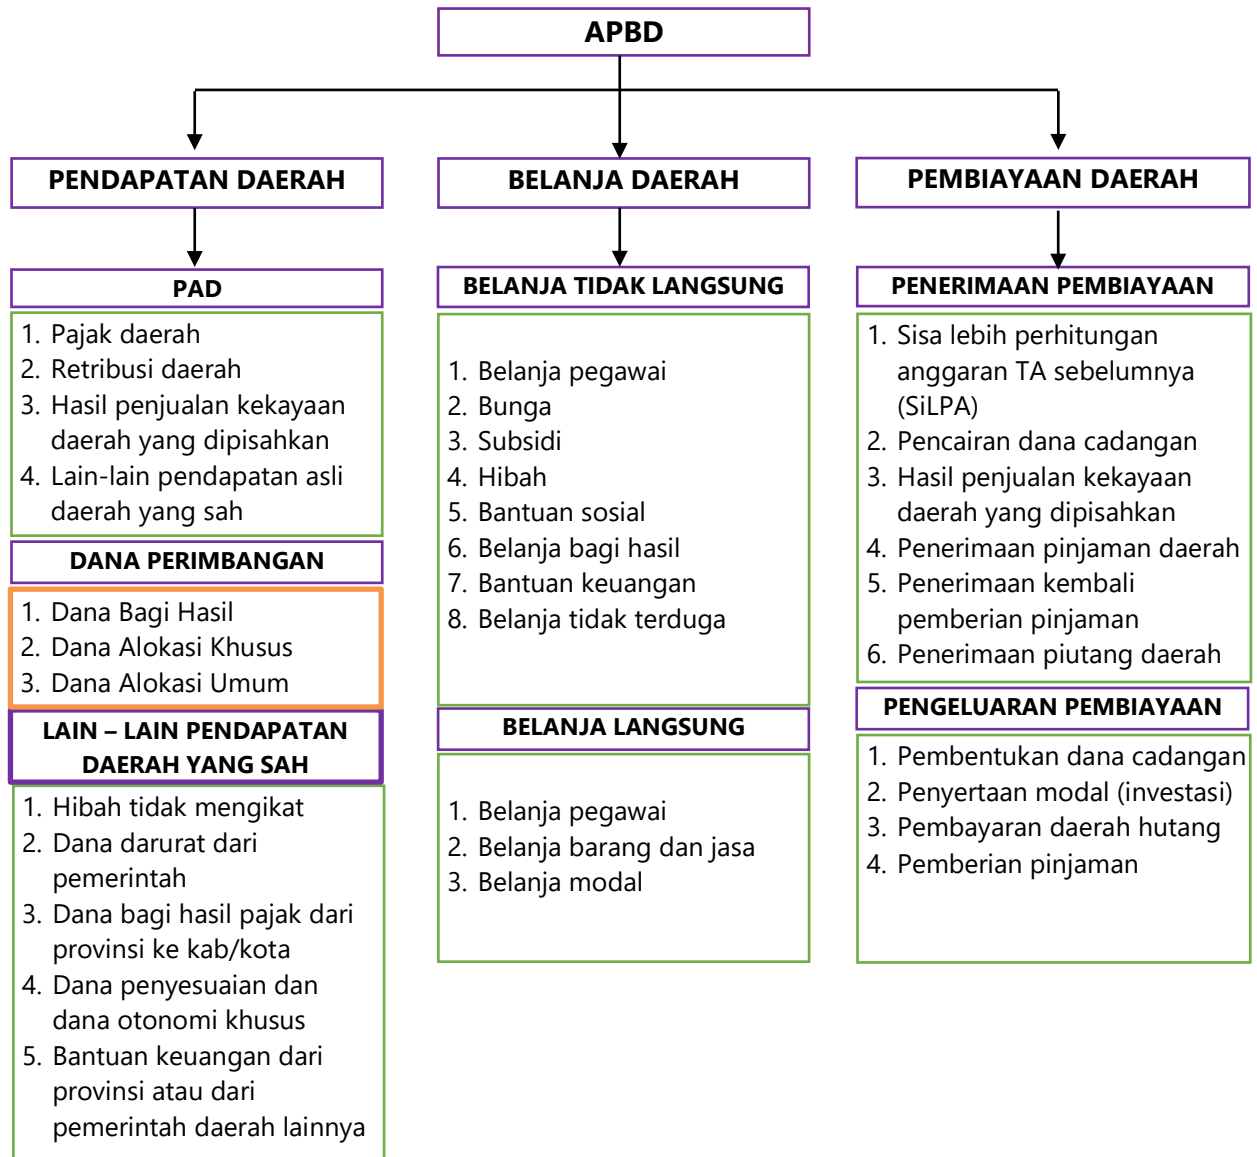 APBD
PENDAPATAN DAERAH
PAD
1. Pajak daerah
2. Retribusi daerah
3. Hasil penjualan kekayaan
daerah yang dipisahkan
4. Lain-lain pendapatan asli
daerah yang sah
DANA PERIMBANGAN
1. Dana Bagi Hasil
2. Dana Alokasi Khusus
3. Dana Alokasi Umum
LAIN – LAIN PENDAPATAN
DAERAH YANG SAH
1. Hibah tidak mengikat
2. Dana darurat dari
pemerintah
3. Dana bagi hasil pajak dari
provinsi ke kab/kota
4. Dana penyesuaian dan
dana otonomi khusus
5. Bantuan keuangan dari
provinsi atau dari
pemerintah daerah lainnya
BELANJA DAERAH
BELANJA TIDAK LANGSUNG
1. Belanja pegawai
2. Bunga
3. Subsidi
4. Hibah
5. Bantuan sosial
6. Belanja bagi hasil
7. Bantuan keuangan
8. Belanja tidak terduga
BELANJA LANGSUNG
1. Belanja pegawai
2. Belanja barang dan jasa
3. Belanja modal
PEMBIAYAAN DAERAH
PENERIMAAN PEMBIAYAAN
1. Sisa lebih perhitungan
anggaran TA sebelumnya
(SiLPA)
2. Pencairan dana cadangan
3. Hasil penjualan kekayaan
daerah yang dipisahkan
4. Penerimaan pinjaman daerah
5. Penerimaan kembali
pemberian pinjaman
6. Penerimaan piutang daerah
PENGELUARAN PEMBIAYAAN
1. Pembentukan dana cadangan
2. Penyertaan modal (investasi)
3. Pembayaran daerah hutang
4. Pemberian pinjaman